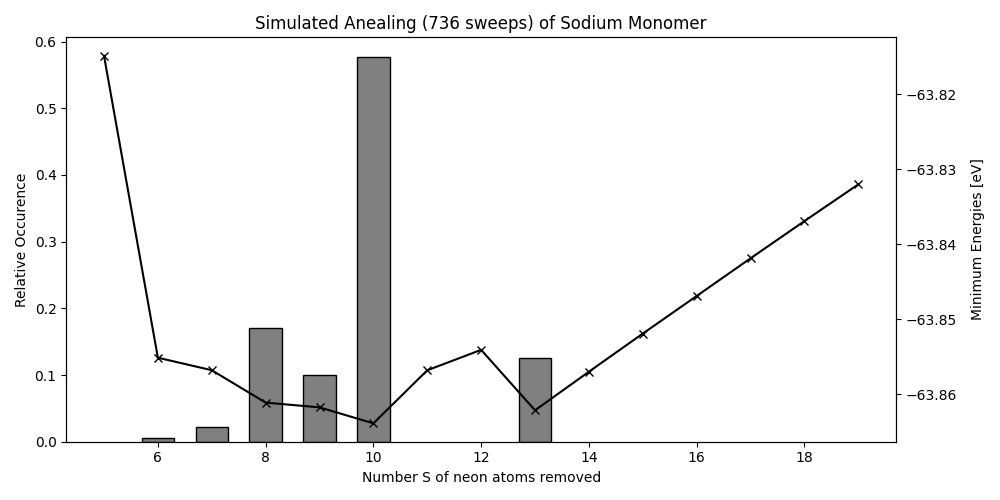 Simulated Anealing (736 sweeps) of Sodium Monomer
0.6
0.5
0.4
0.3
0.2
0.1
0.0
Relative Occurence
−63.82
−63.83
−63.84
−63.85
−63.86
Minimum Energies [eV]
6 8 10 12 14 16 18
Number S of neon atoms removed